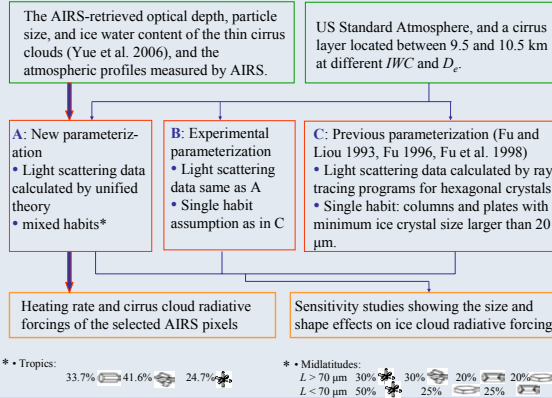 The AIRS-retrieved optical depth, particle
size, and ice water content of the thin cirrus
clouds (Yue et al. 2006), and the
atmospheric profiles measured by AIRS.
US Standard Atmosphere, and a cirrus
layer located between 9.5 and 10.5 km
at different IWC and De.
A: New parameteriz-
ation
• Light scattering data
calculated by unified
theory
• mixed habits*
B: Experimental
parameterization
• Light scattering
data same as A
• Single habit
assumption as in C
C: Previous parameterization (Fu and
Liou 1993, Fu 1996, Fu et al. 1998)
• Light scattering data calculated by ray
tracing programs for hexagonal crystals
• Single habit: columns and plates with
minimum ice crystal size larger than 20
μm.
Heating rate and cirrus cloud radiative
forcings of the selected AIRS pixels
Sensitivity studies showing the size and
shape effects on ice cloud radiative forcing
* • Tropics:
33.7% 41.6% 24.7%
* • Midlatitudes:
L > 70 μm 30% 30% 20% 20%
L < 70 μm 50% 25% 25%